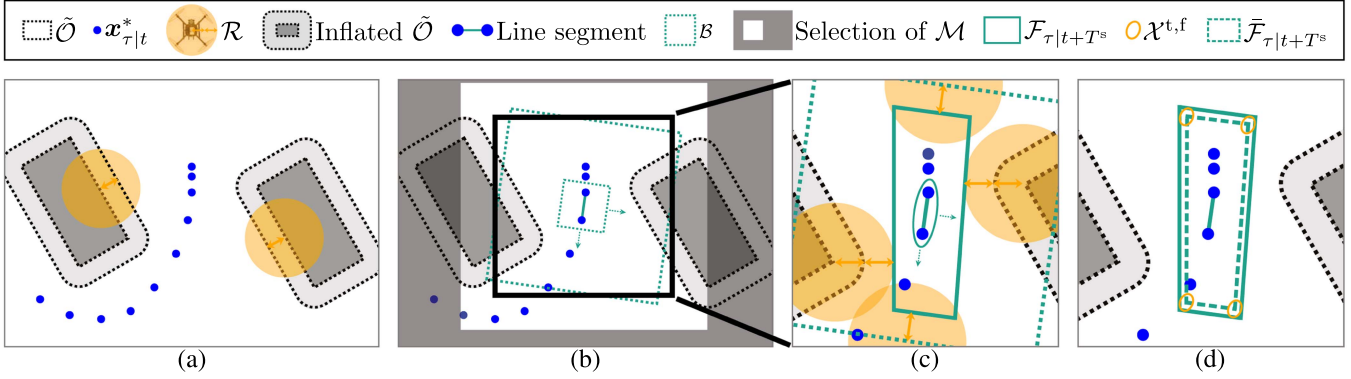 Õ x*τ|t R Inflated Õ Line segment B Selection of M Fτ|t+Tˢ 𝒳ᵗ,ᶠ F̄τ|t+Tˢ
(a) (b) (c) (d)